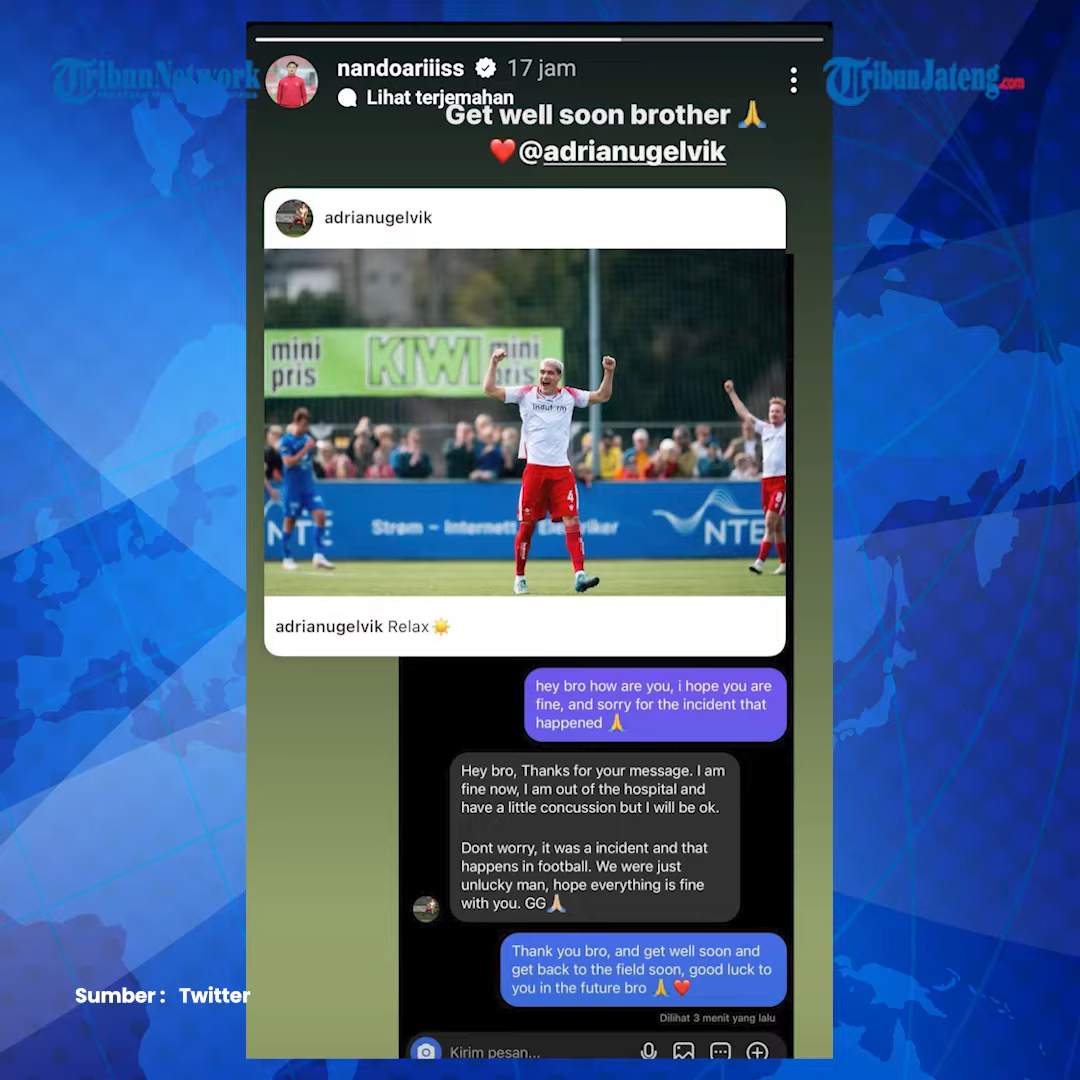 TribunNetwork
TribunJateng.com
nandoariiiss 17 jam
Lihat terjemahan
Get well soon brother 🙏
❤️@adrianugelvik
adrianugelvik
mini
pris
KIWI
mini
pris
indutorm
4
8
NTE
Strøm – Internett – Elektriker
NTE
adrianugelvik Relax☀️
hey bro how are you, i hope you are
fine, and sorry for the incident that
happened 🙏
Hey bro, Thanks for your message. I am
fine now, I am out of the hospital and
have a little concussion but I will be ok.
Dont worry, it was a incident and that
happens in football. We were just
unlucky man, hope everything is fine
with you. GG🙏🏼
Thank you bro, and get well soon and
get back to the field soon, good luck to
you in the future bro 🙏❤️
Dilihat 3 menit yang lalu
Kirim pesan...
Sumber : Twitter